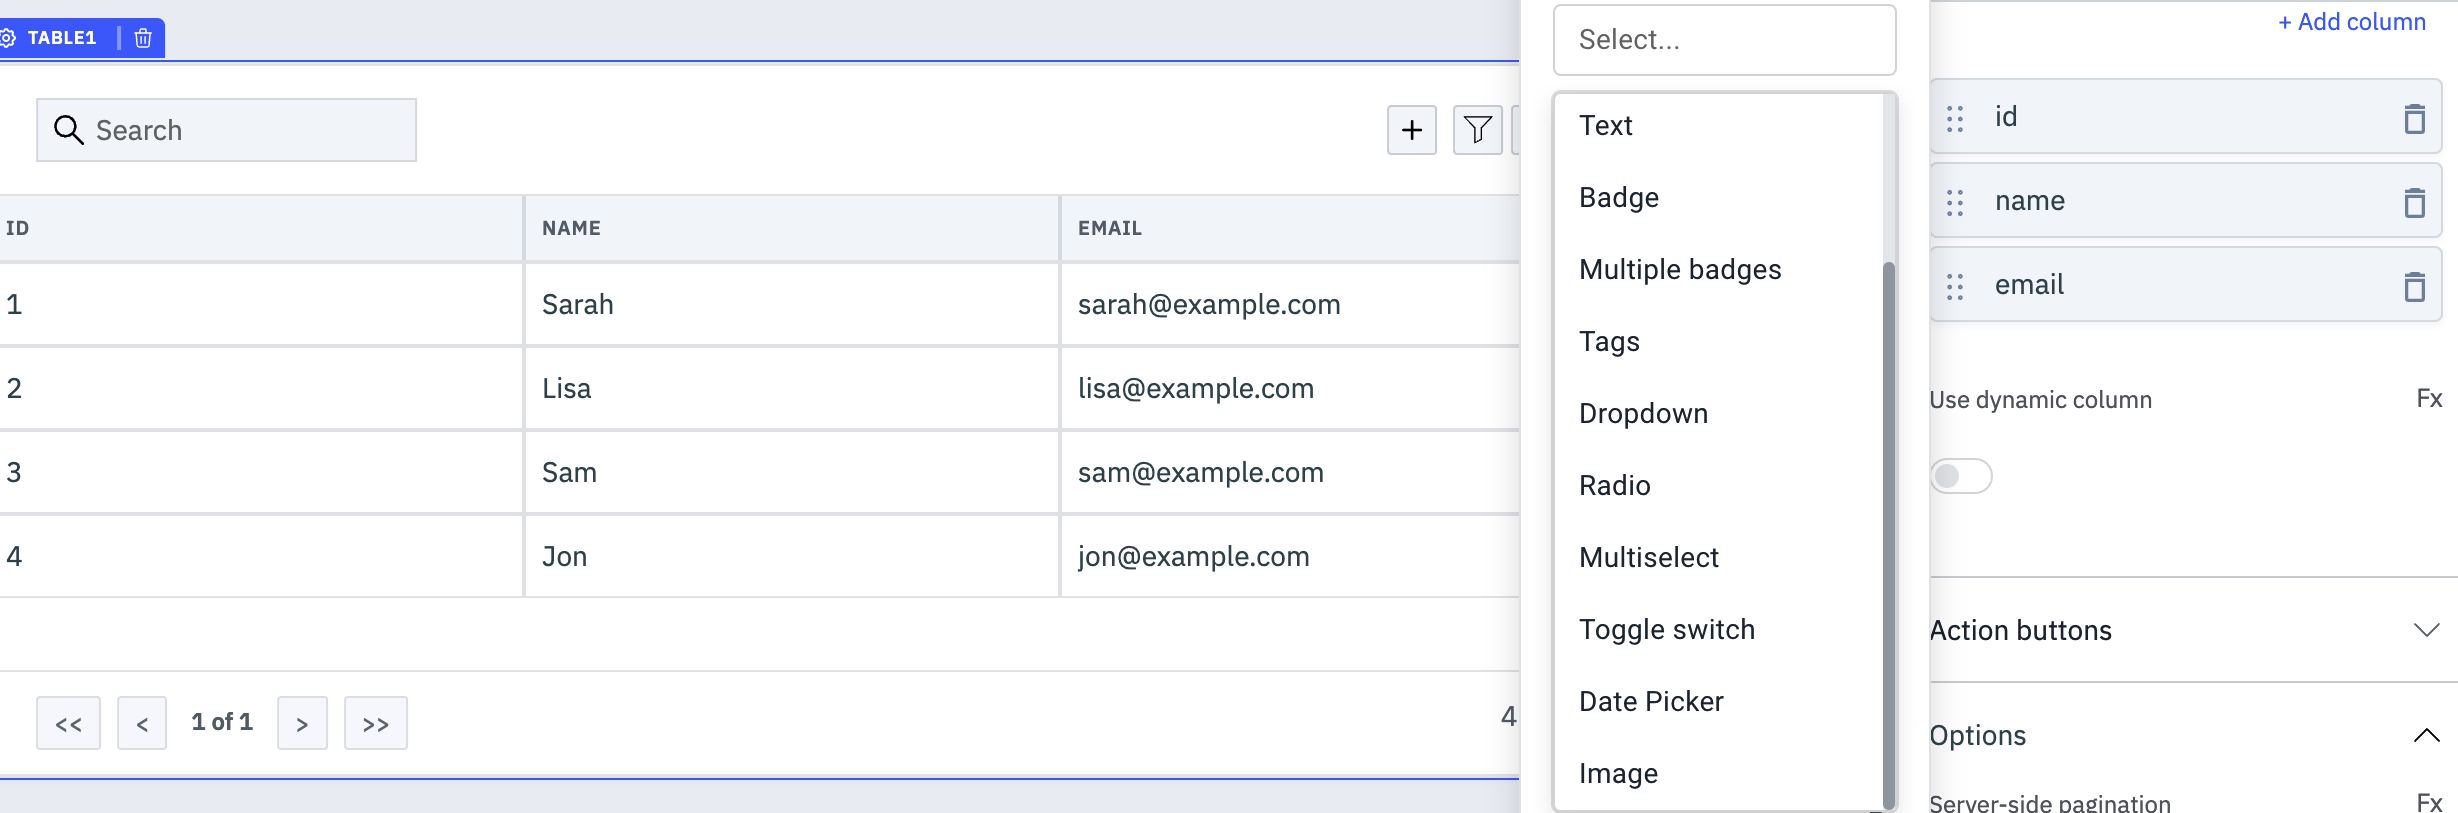 TABLE1
Search
ID NAME EMAIL
1 Sarah sarah@example.com
2 Lisa lisa@example.com
3 Sam sam@example.com
4 Jon jon@example.com
<< < 1 of 1 > >>
4
Select...
Text
Badge
Multiple badges
Tags
Dropdown
Radio
Multiselect
Toggle switch
Date Picker
Image
+ Add column
id
name
email
Use dynamic column Fx
Action buttons
Options
Server-side pagination Fx